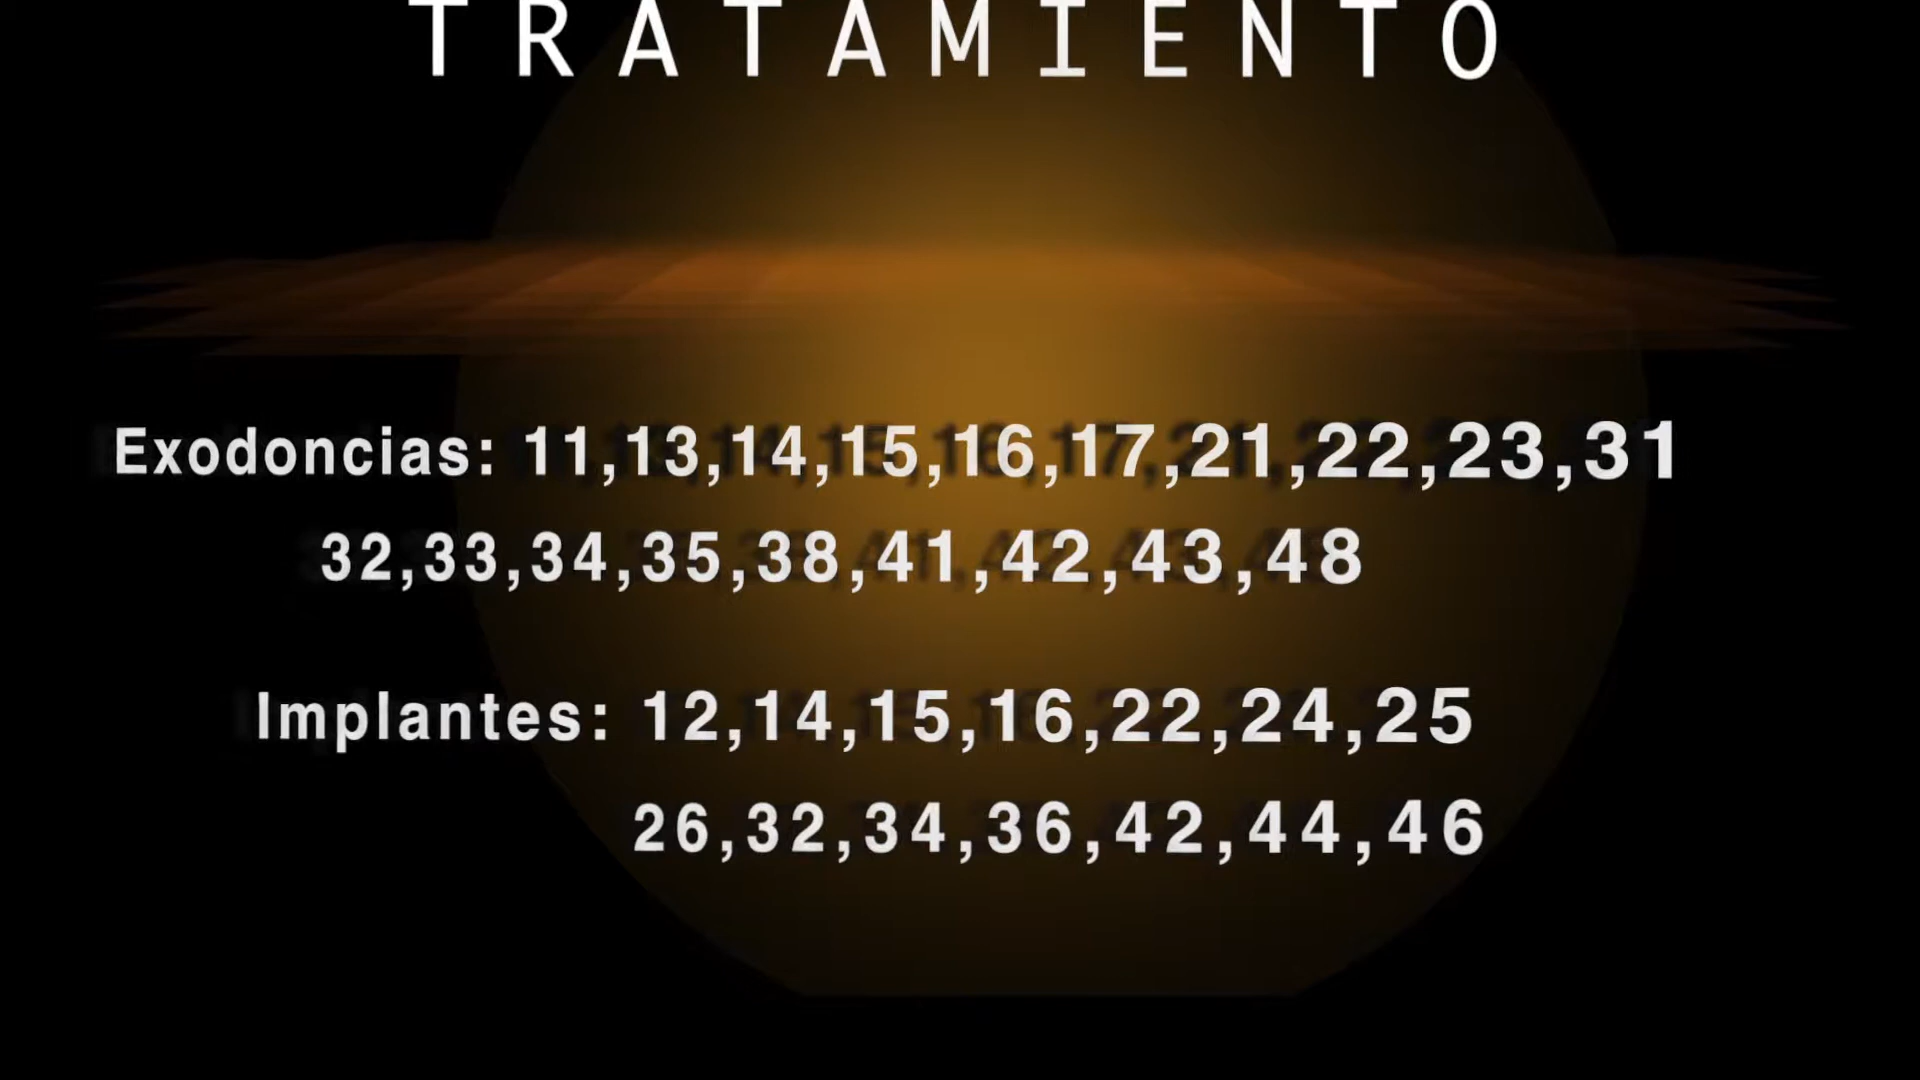 TRATAMIENTO
Exodoncias: 11,13,14,15,16,17,21,22,23,31
32,33,34,35,38,41,42,43,48
Implantes: 12,14,15,16,22,24,25
26,32,34,36,42,44,46